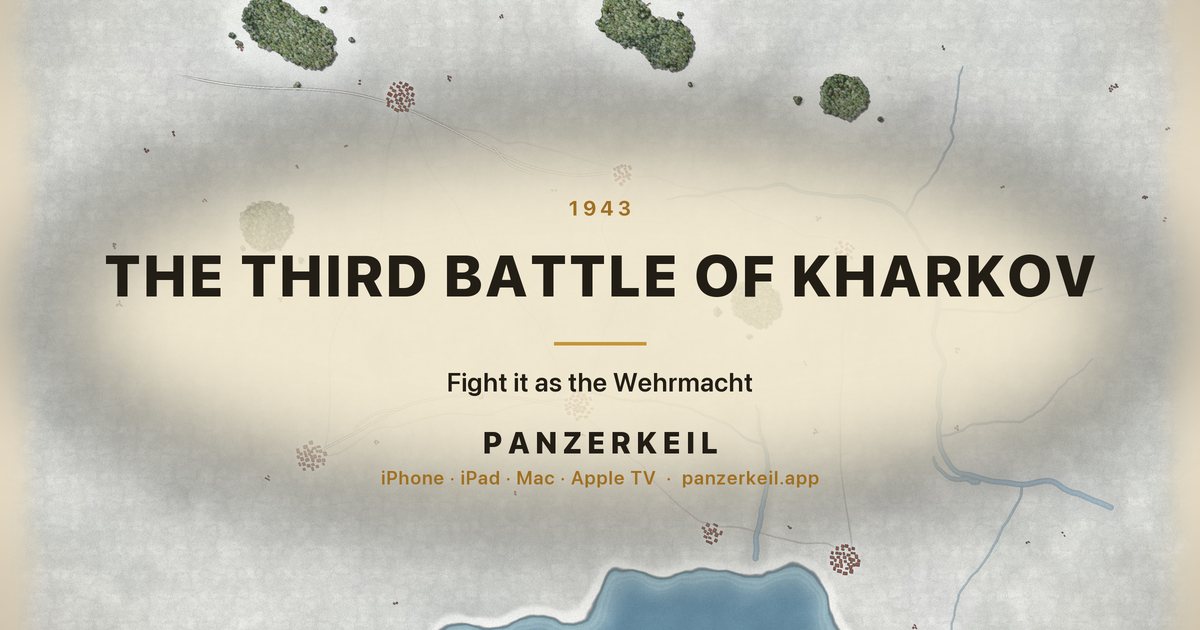 1943
THE THIRD BATTLE OF KHARKOV
Fight it as the Wehrmacht
PANZERKEIL
iPhone · iPad · Mac · Apple TV · panzerkeil.app